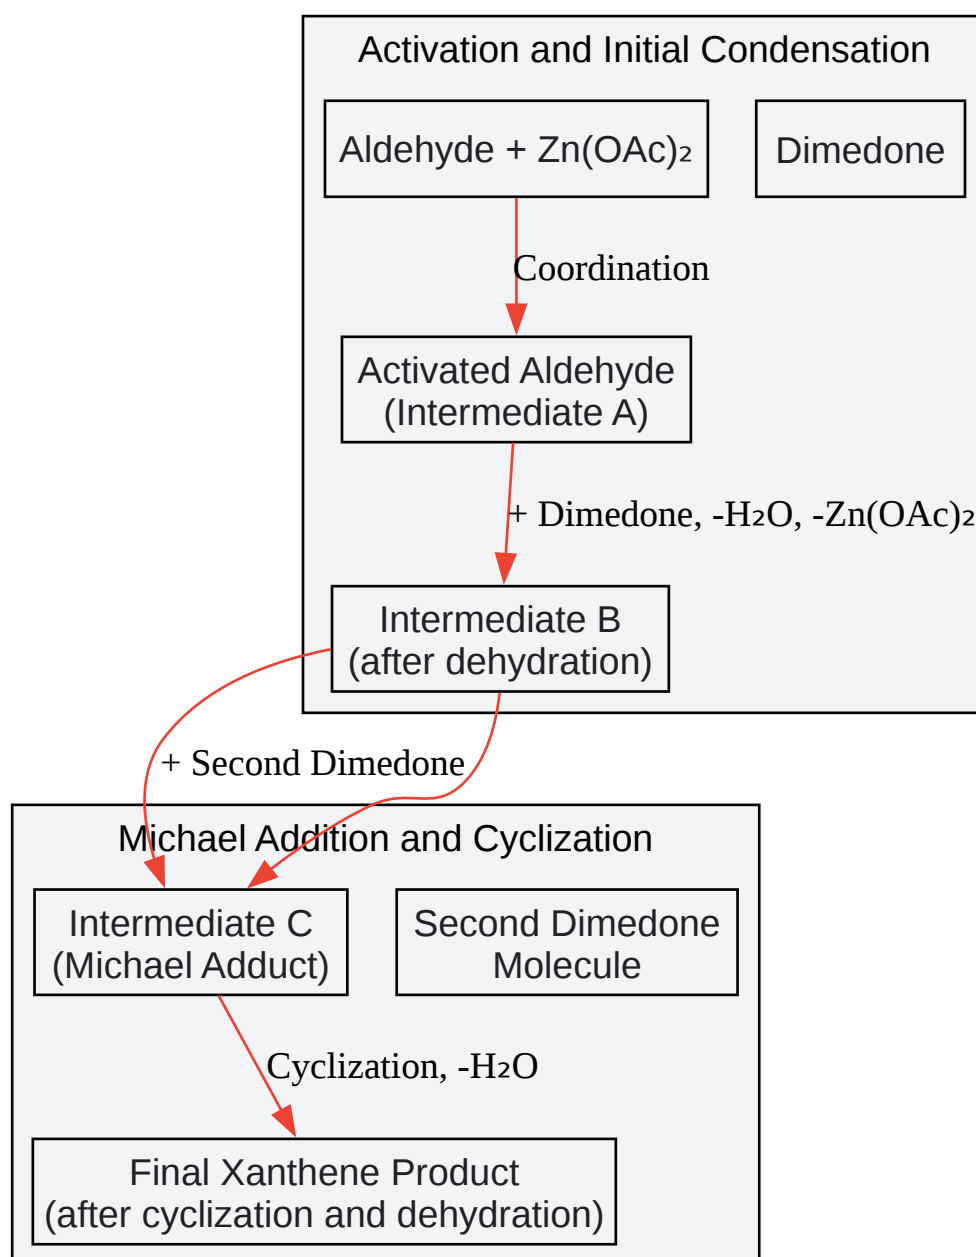 Activation and Initial Condensation
Aldehyde + Zn(OAc)₂
Dimedone
Coordination
Activated Aldehyde
(Intermediate A)
+ Dimedone, -H₂O, -Zn(OAc)₂
Intermediate B
(after dehydration)
+ Second Dimedone
Michael Addition and Cyclization
Intermediate C
(Michael Adduct)
Second Dimedone
Molecule
Cyclization, -H₂O
Final Xanthene Product
(after cyclization and dehydration)